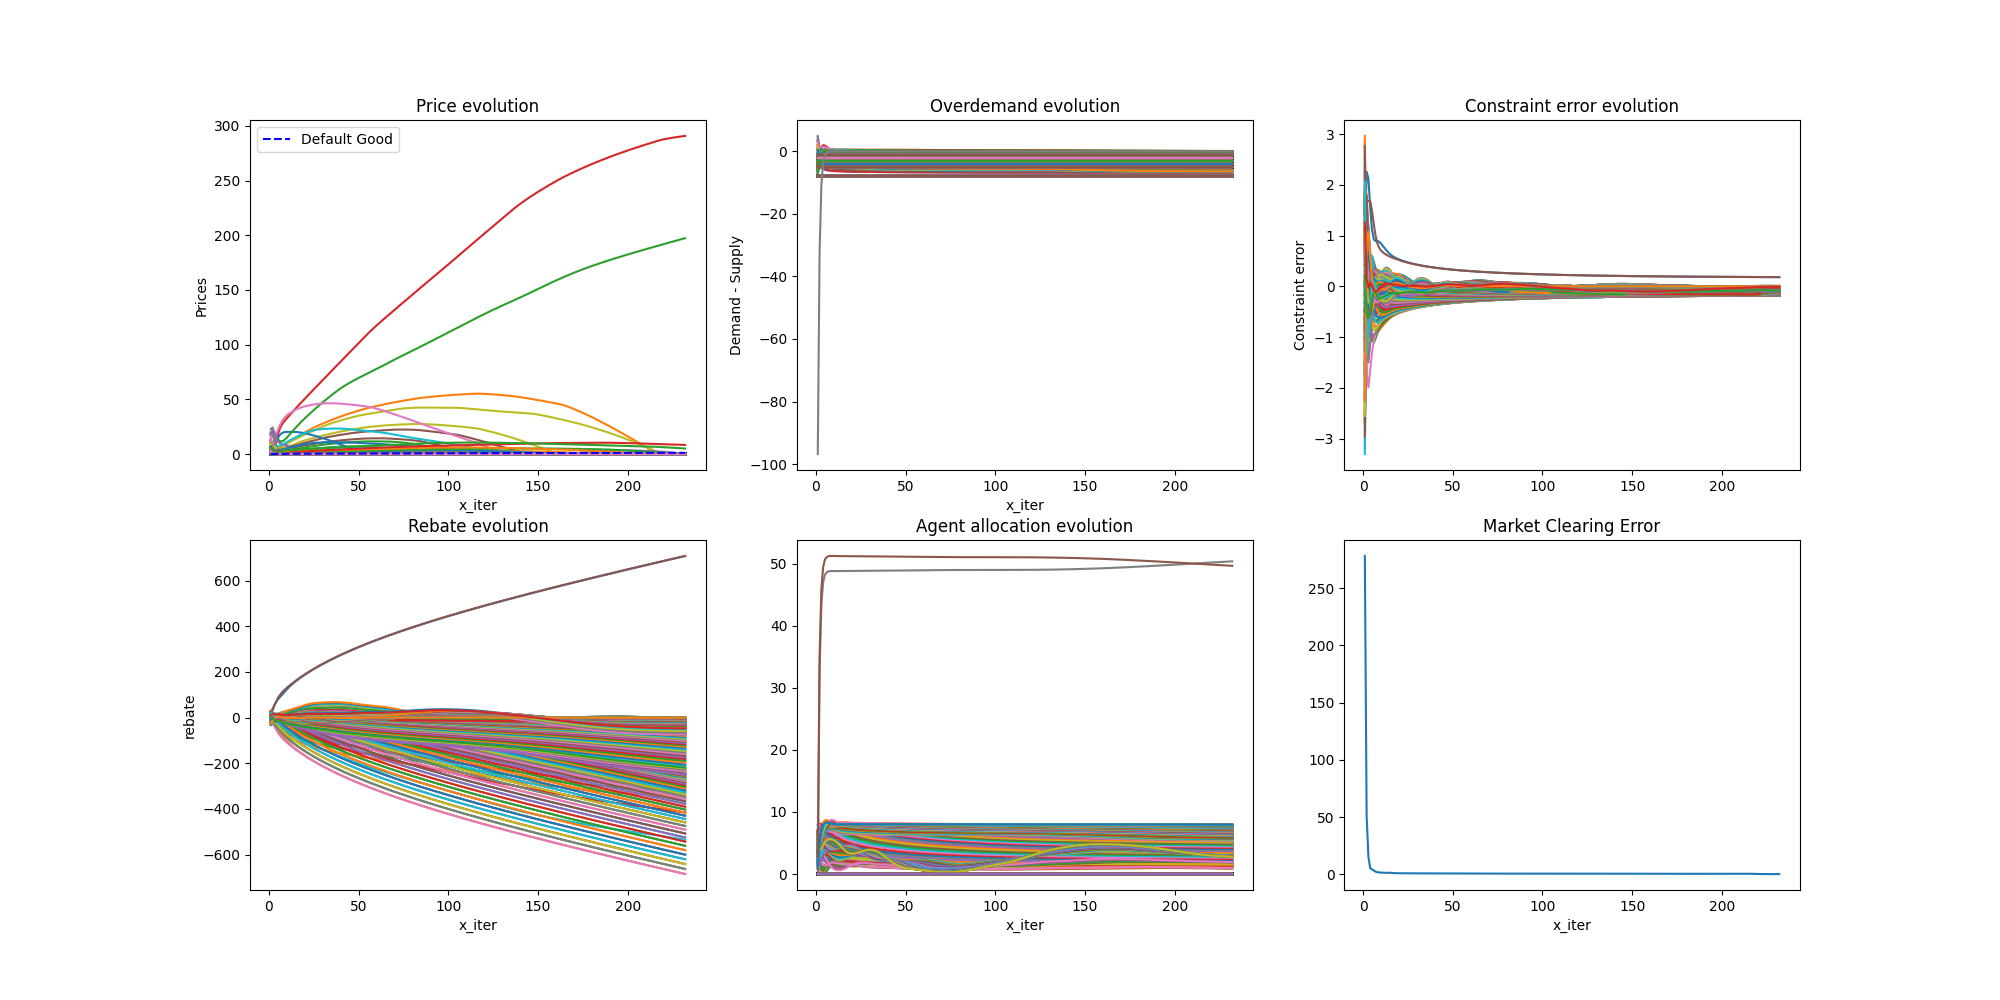 Price evolution
Prices
300
250
200
150
100
50
0
Default Good
0 50 100 150 200
x_iter
Overdemand evolution
Demand - Supply
0
−20
−40
−60
−80
−100
0 50 100 150 200
x_iter
Constraint error evolution
Constraint error
3
2
1
0
−1
−2
−3
0 50 100 150 200
Rebate evolution
rebate
600
400
200
0
−200
−400
−600
0 50 100 150 200
x_iter
Agent allocation evolution
50
40
30
20
10
0
0 50 100 150 200
x_iter
Market Clearing Error
250
200
150
100
50
0
0 50 100 150 200
x_iter